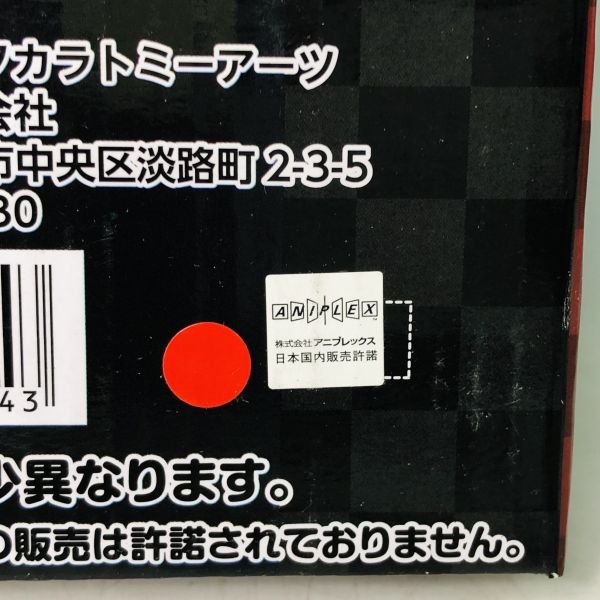 カラトミーアーツ
会社
市中央区淡路町2-3-5
30
ANIPLEX
株式会社アニプレックス
日本国内販売許諾
43
少異なります。
の販売は許諾されておりません。